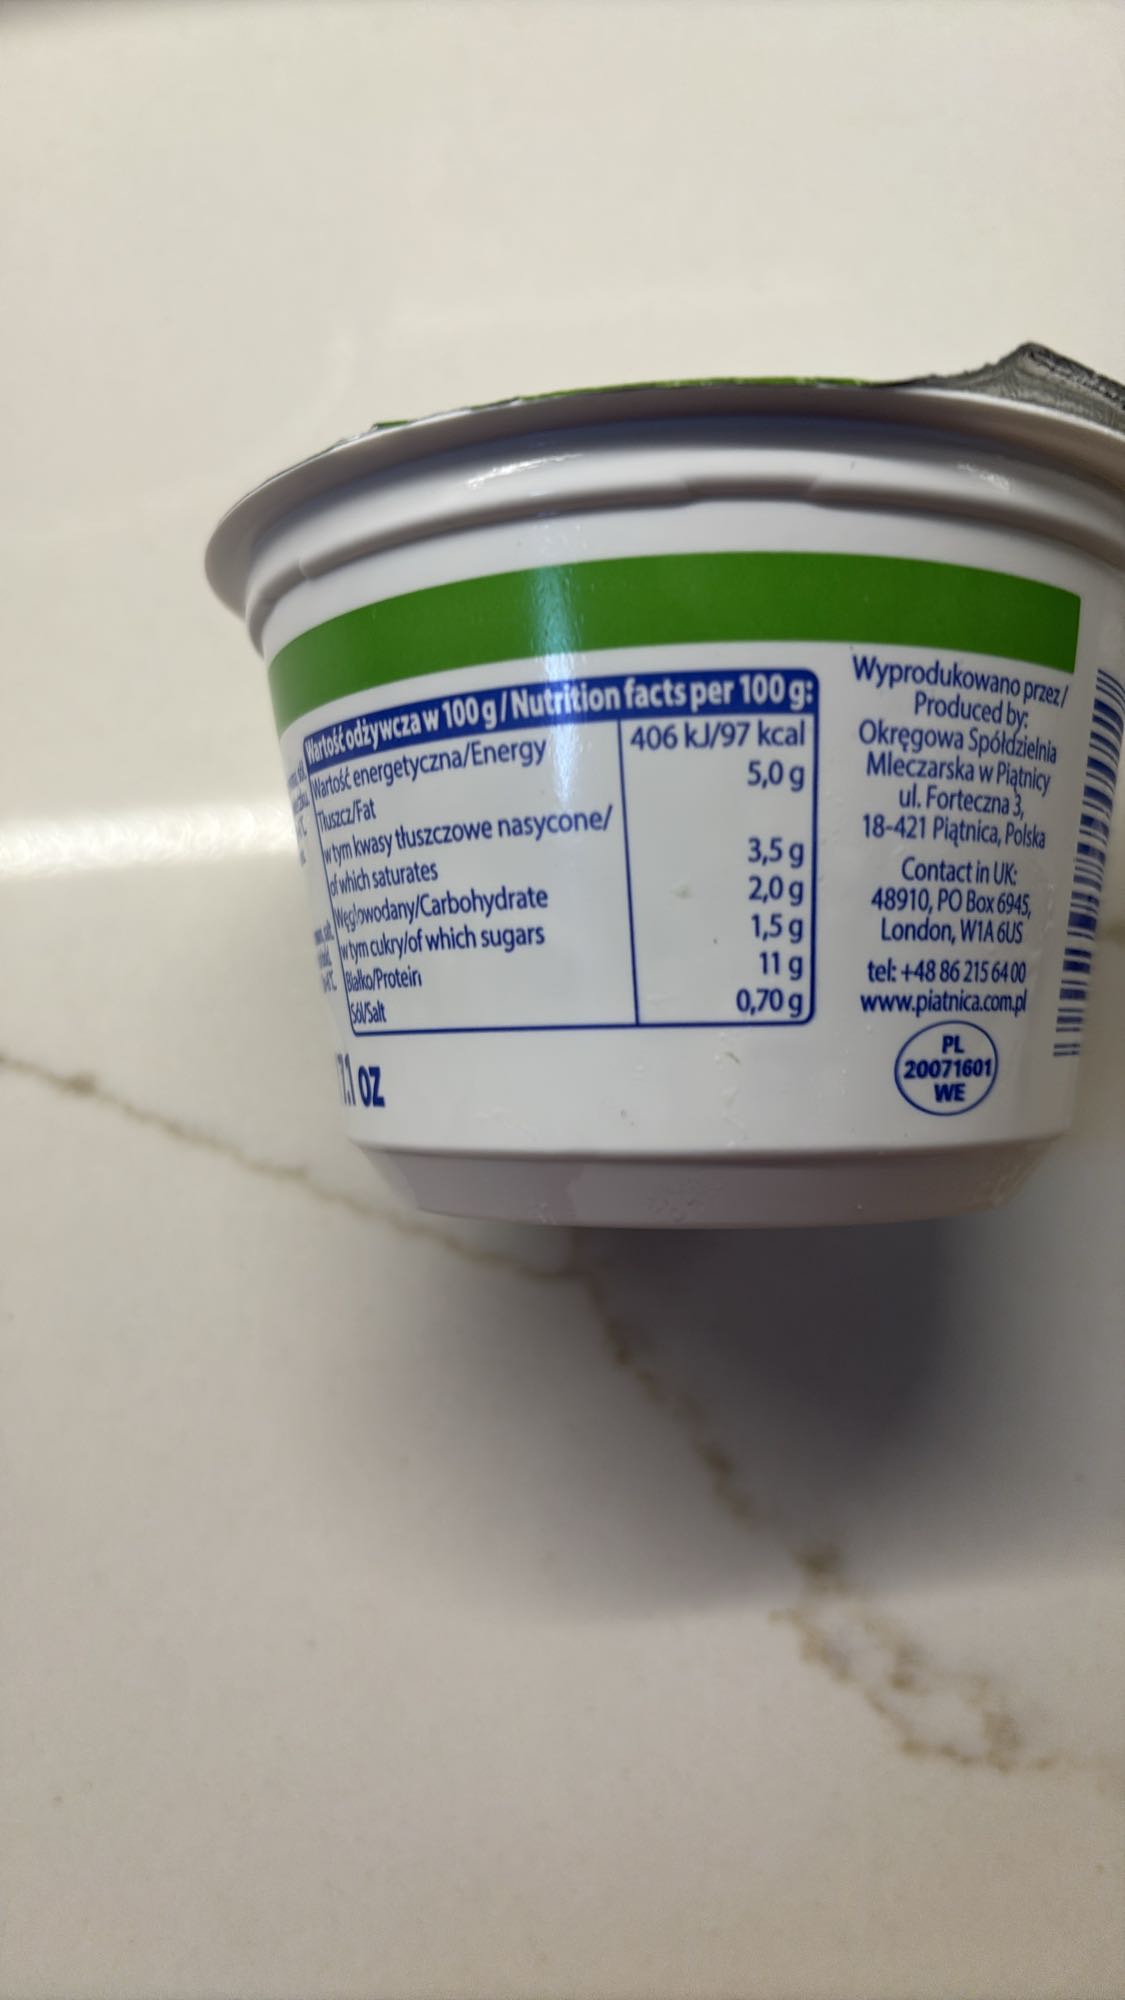 Wartość odżywcza w 100 g / Nutrition facts per 100 g:
Wartość energetyczna/Energy 406 kJ/97 kcal
Tłuszcz/Fat 5,0 g
w tym kwasy tłuszczowe nasycone/
of which saturates 3,5 g
Węglowodany/Carbohydrate 2,0 g
w tym cukry/of which sugars 1,5 g
Białko/Protein 11 g
Sól/Salt 0,70 g
7.1 OZ
Wyprodukowano przez/
Produced by:
Okręgowa Spółdzielnia
Mleczarska w Piątnicy
ul. Forteczna 3,
18-421 Piątnica, Polska
Contact in UK:
48910, PO Box 6945,
London, W1A 6US
tel: +48 86 215 64 00
www.piatnica.com.pl
PL
20071601
WE